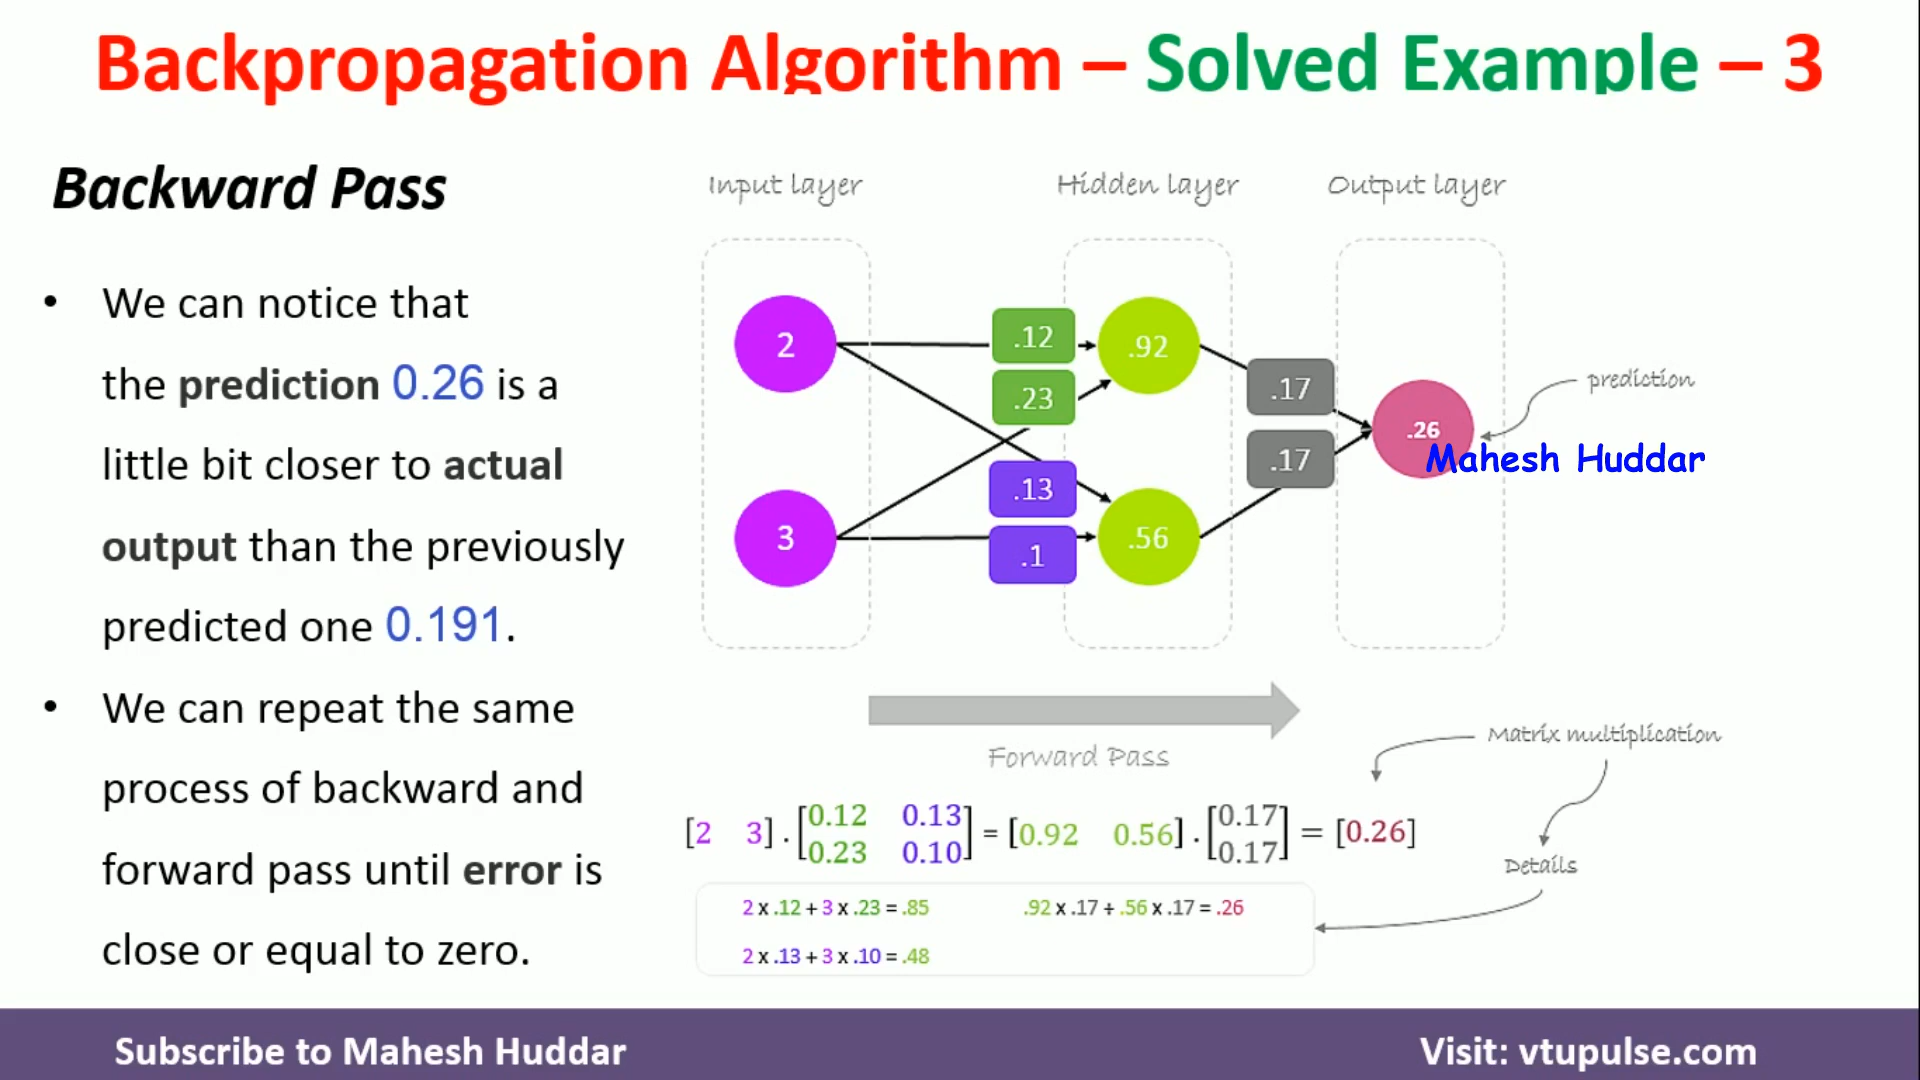 Backpropagation Algorithm – Solved Example – 3
Backward Pass
• We can notice that
the prediction 0.26 is a
little bit closer to actual
output than the previously
predicted one 0.191.
• We can repeat the same
process of backward and
forward pass until error is
close or equal to zero.
Input layer Hidden layer Output layer
2 .12 .92
.23
.17
.17
.26
prediction
Mahesh Huddar
3 .13
.1
.56
Forward Pass
Matrix multiplication
[2 3] . [0.12 0.13
0.23 0.10] = [0.92 0.56] . [0.17
0.17] = [0.26]
Details
2 x .12 + 3 x .23 = .85 .92 x .17 + .56 x .17 = .26
2 x .13 + 3 x .10 = .48
Subscribe to Mahesh Huddar Visit: vtupulse.com